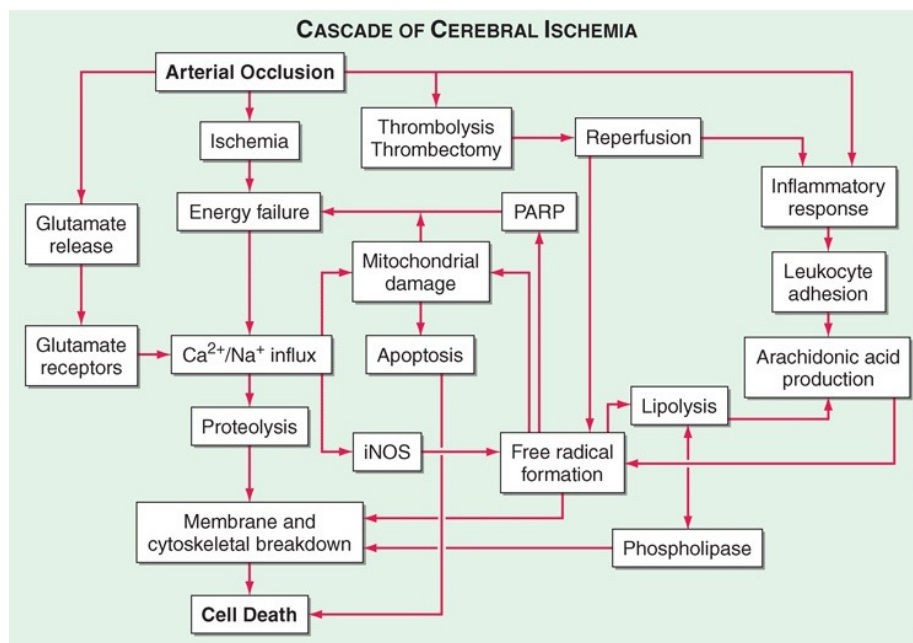 CASCADE OF CEREBRAL ISCHEMIA
Arterial Occlusion
Ischemia
Thrombolysis
Thrombectomy
Reperfusion
Glutamate
release
Energy failure
PARP
Inflammatory
response
Mitochondrial
damage
Leukocyte
adhesion
Glutamate
receptors
Ca²⁺/Na⁺ influx
Apoptosis
Arachidonic acid
production
Proteolysis
iNOS
Free radical
formation
Lipolysis
Membrane and
cytoskeletal breakdown
Phospholipase
Cell Death